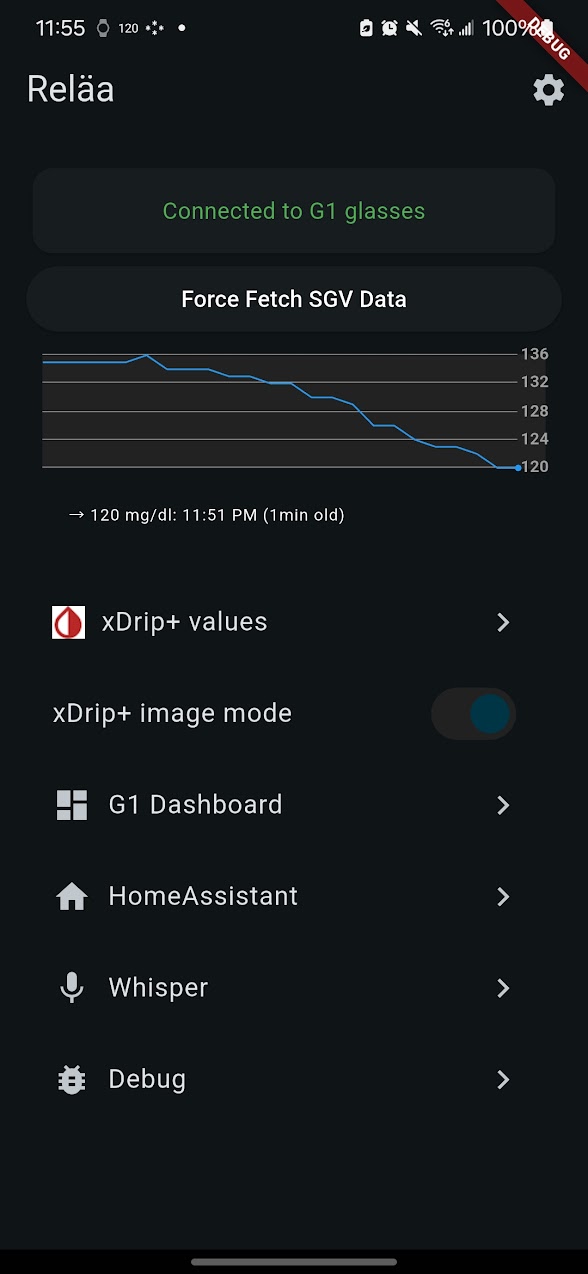 11:55 120 100%
DEBUG
Reläa
Connected to G1 glasses
Force Fetch SGV Data
136
132
128
124
120
→ 120 mg/dl: 11:51 PM (1min old)
xDrip+ values
xDrip+ image mode
G1 Dashboard
HomeAssistant
Whisper
Debug